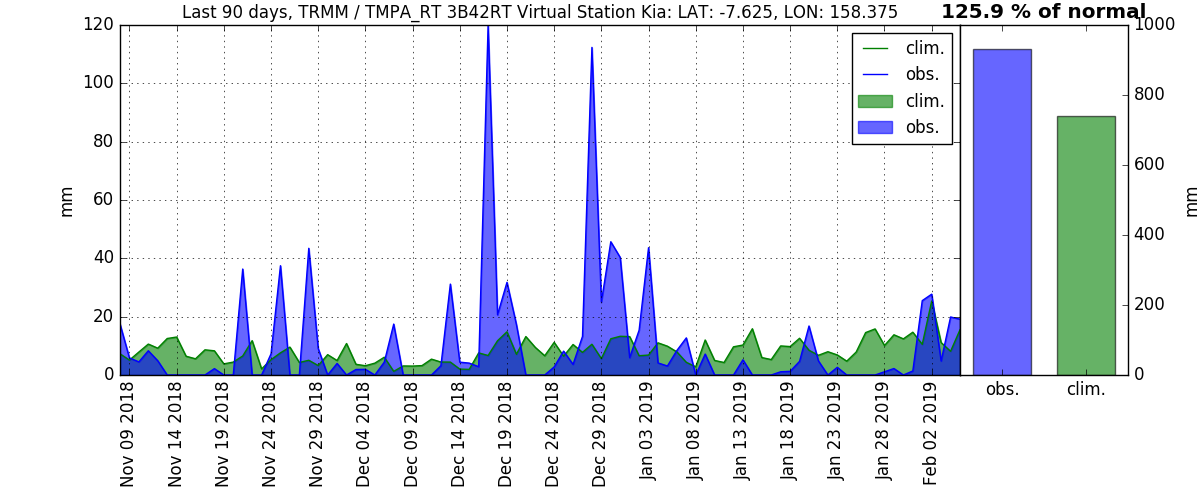 Last 90 days, TRMM / TMPA_RT 3B42RT Virtual Station Kia: LAT: -7.625, LON: 158.375
125.9 % of normal
120
100
80
60
40
20
0
mm
clim.
obs.
clim.
obs.
1000
800
600
400
200
0
mm
obs.
clim.
Nov 09 2018
Nov 14 2018
Nov 19 2018
Nov 24 2018
Nov 29 2018
Dec 04 2018
Dec 09 2018
Dec 14 2018
Dec 19 2018
Dec 24 2018
Dec 29 2018
Jan 03 2019
Jan 08 2019
Jan 13 2019
Jan 18 2019
Jan 23 2019
Jan 28 2019
Feb 02 2019